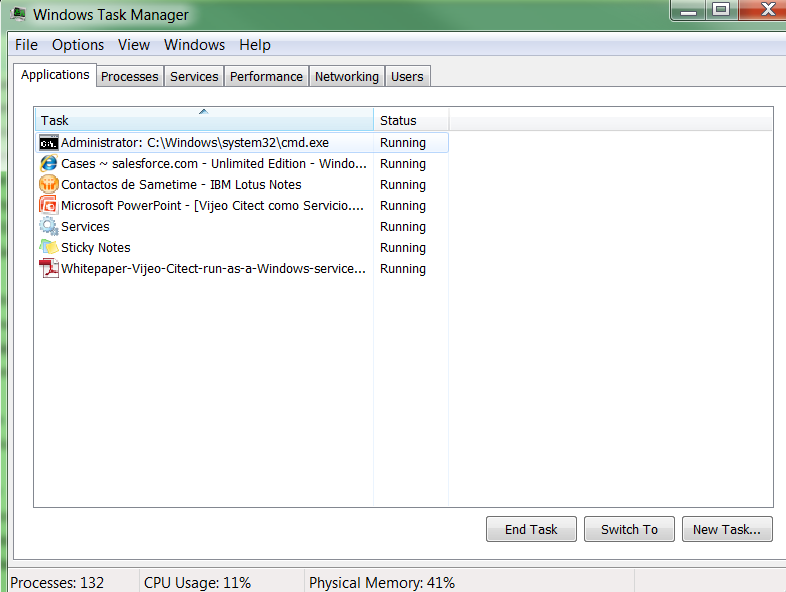 Windows Task Manager
File Options View Windows Help
Applications Processes Services Performance Networking Users
Task Status
Administrator: C:\Windows\system32\cmd.exe Running
Cases ~ salesforce.com - Unlimited Edition - Windo... Running
Contactos de Sametime - IBM Lotus Notes Running
Microsoft PowerPoint - [Vijeo Citect como Servicio.... Running
Services Running
Sticky Notes Running
Whitepaper-Vijeo-Citect-run-as-a-Windows-service... Running
End Task Switch To New Task...
Processes: 132 CPU Usage: 11% Physical Memory: 41%